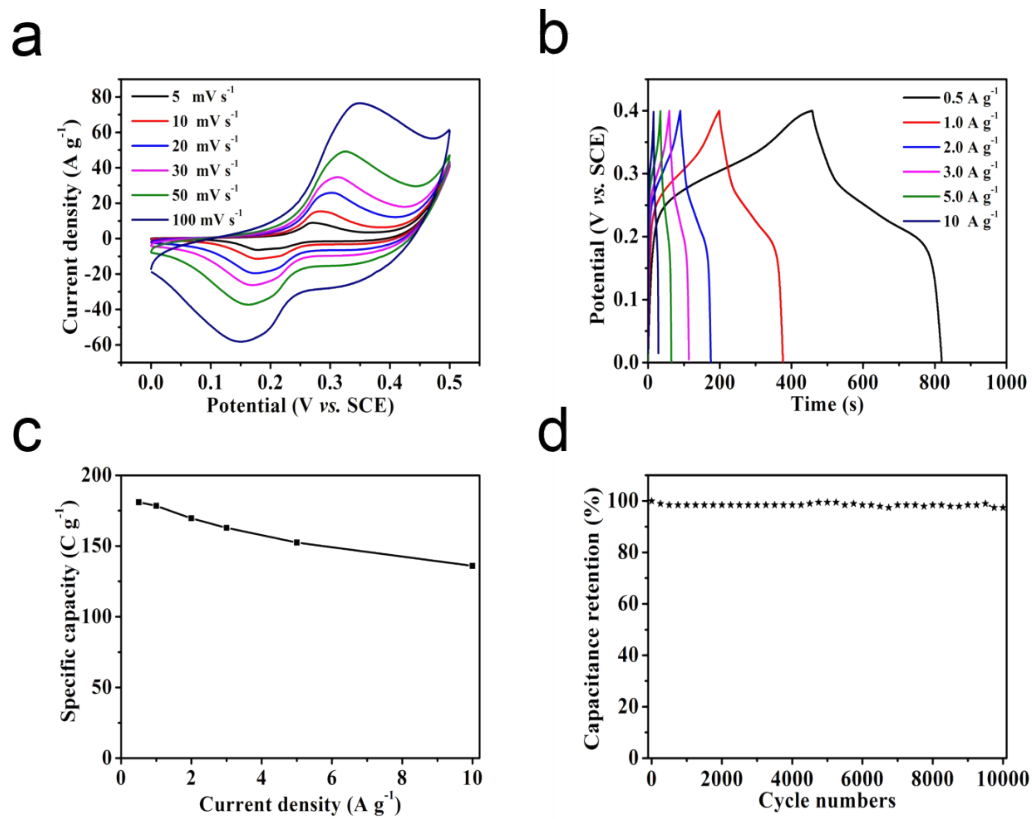 a
Current density (A g⁻¹)
80
60
40
20
0
-20
-40
-60
5 mV s⁻¹
10 mV s⁻¹
20 mV s⁻¹
30 mV s⁻¹
50 mV s⁻¹
100 mV s⁻¹
0.0 0.1 0.2 0.3 0.4 0.5
Potential (V vs. SCE)
b
Potential (V vs. SCE)
0.4
0.3
0.2
0.1
0.0
0.5 A g⁻¹
1.0 A g⁻¹
2.0 A g⁻¹
3.0 A g⁻¹
5.0 A g⁻¹
10 A g⁻¹
0 200 400 600 800 1000
Time (s)
c
Specific capacity (C g⁻¹)
200
150
100
50
0
0 2 4 6 8 10
Current density (A g⁻¹)
d
Capacitance retention (%)
100
80
60
40
20
0
0 2000 4000 6000 8000 10000
Cycle numbers